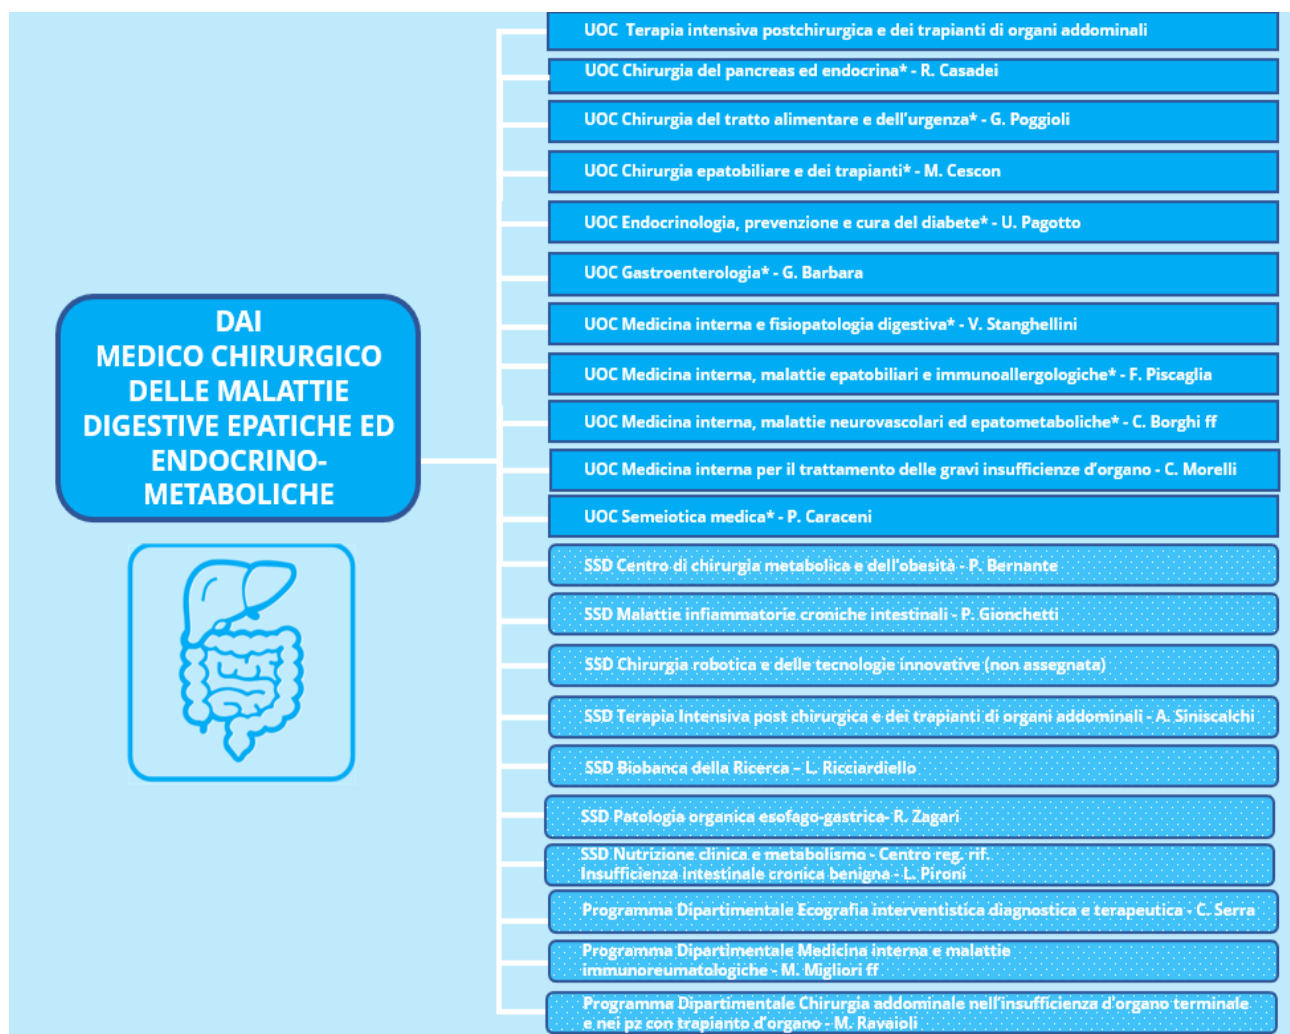 DAI
MEDICO CHIRURGICO
DELLE MALATTIE
DIGESTIVE EPATICHE ED
ENDOCRINO-
METABOLICHE
UOC  Terapia intensiva postchirurgica e dei trapianti di organi addominali
UOC Chirurgia del pancreas ed endocrina* - R. Casadei
UOC Chirurgia del tratto alimentare e dell'urgenza* - G. Poggioli
UOC Chirurgia epatobiliare e dei trapianti* - M. Cescon
UOC Endocrinologia, prevenzione e cura del diabete* - U. Pagotto
UOC Gastroenterologia* - G. Barbara
UOC Medicina interna e fisiopatologia digestiva* - V. Stanghellini
UOC Medicina interna, malattie epatobiliari e immunoallergologiche* - F. Piscaglia
UOC Medicina interna, malattie neurovascolari ed epatometaboliche* - C. Borghi ff
UOC Medicina interna per il trattamento delle gravi insufficienze d'organo - C. Morelli
UOC Semeiotica medica* - P. Caraceni
SSD Centro di chirurgia metabolica e dell'obesità - P. Bernante
SSD Malattie infiammatorie croniche intestinali - P. Gionchetti
SSD Chirurgia robotica e delle tecnologie innovative (non assegnata)
SSD Terapia Intensiva post chirurgica e dei trapianti di organi addominali - A. Siniscalchi
SSD Biobanca della Ricerca – L. Ricciardiello
SSD Patologia organica esofago-gastrica- R. Zagari
SSD Nutrizione clinica e metabolismo - Centro reg. rif.
Insufficienza intestinale cronica benigna - L. Pironi
Programma Dipartimentale Ecografia interventistica diagnostica e terapeutica - C. Serra
Programma Dipartimentale Medicina interna e malattie
immunoreumatologiche - M. Migliori ff
Programma Dipartimentale Chirurgia addominale nell'insufficienza d'organo terminale
e nei pz con trapianto d'organo - M. Ravaioli